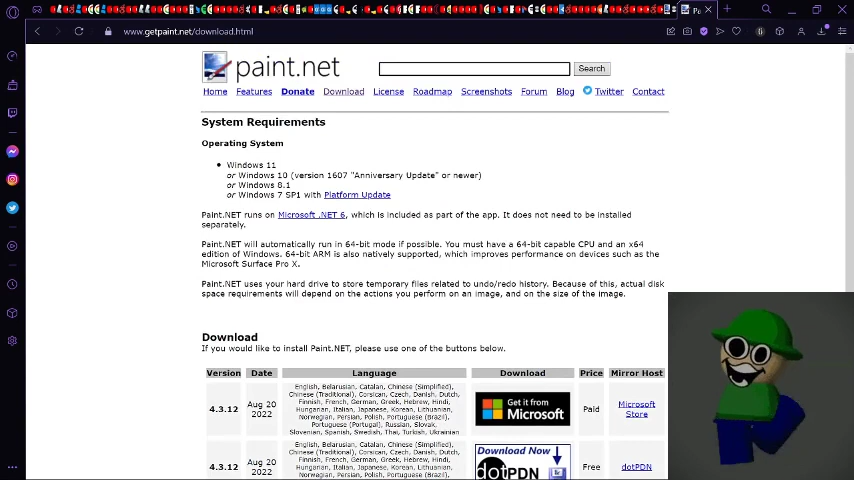 Pa
www.getpaint.net/download.html
paint.net
Search
Home Features Donate Download License Roadmap Screenshots Forum Blog Twitter Contact
System Requirements
Operating System
Windows 11
or Windows 10 (version 1607 "Anniversary Update" or newer)
or Windows 8.1
or Windows 7 SP1 with Platform Update
Paint.NET runs on Microsoft .NET 6, which is included as part of the app. It does not need to be installed
separately.
Paint.NET will automatically run in 64-bit mode if possible. You must have a 64-bit capable CPU and an x64
edition of Windows. 64-bit ARM is also natively supported, which improves performance on devices such as the
Microsoft Surface Pro X.
Paint.NET uses your hard drive to store temporary files related to undo/redo history. Because of this, actual disk
space requirements will depend on the actions you perform on an image, and on the size of the image.
Download
If you would like to install Paint.NET, please use one of the buttons below.
Version Date Language Download Price Mirror Host
4.3.12
Aug 20
2022
English, Belarusian, Catalan, Chinese (Simplified),
Chinese (Traditional), Corsican, Czech, Danish, Dutch,
Finnish, French, German, Greek, Hebrew, Hindi,
Hungarian, Italian, Japanese, Korean, Lithuanian,
Norwegian, Persian, Polish, Portuguese (Brazil),
Portuguese (Portugal), Russian, Slovak,
Slovenian, Spanish, Swedish, Thai, Turkish, Ukrainian
Get it from
Microsoft
Paid
Microsoft
Store
4.3.12
Aug 20
2022
English, Belarusian, Catalan, Chinese (Simplified),
Chinese (Traditional), Corsican, Czech, Danish, Dutch,
Finnish, French, German, Greek, Hebrew, Hindi,
Hungarian, Italian, Japanese, Korean, Lithuanian,
Norwegian, Persian, Polish, Portuguese (Brazil),
Download Now
dotPDN
Free
dotPDN